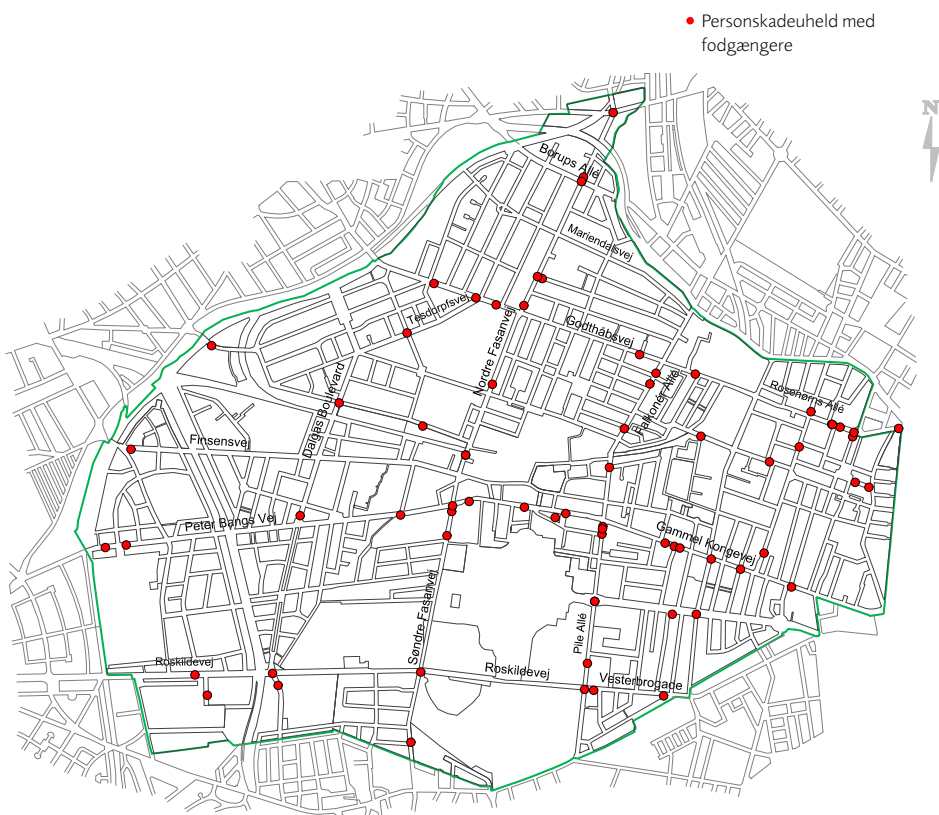 Personskadeuheld med
fodgængere
N
Borups Allé
Mariendalsvej
Tesdorpfsvej
Godthåbsvej
Nordre Fasanvej
Falkoner Allé
Rosenørns Allé
Dalgas Boulevard
Finsensvej
Peter Bangs Vej
Gammel Kongevej
Søndre Fasanvej
Pile Allé
Roskildevej
Roskildevej
Vesterbrogade